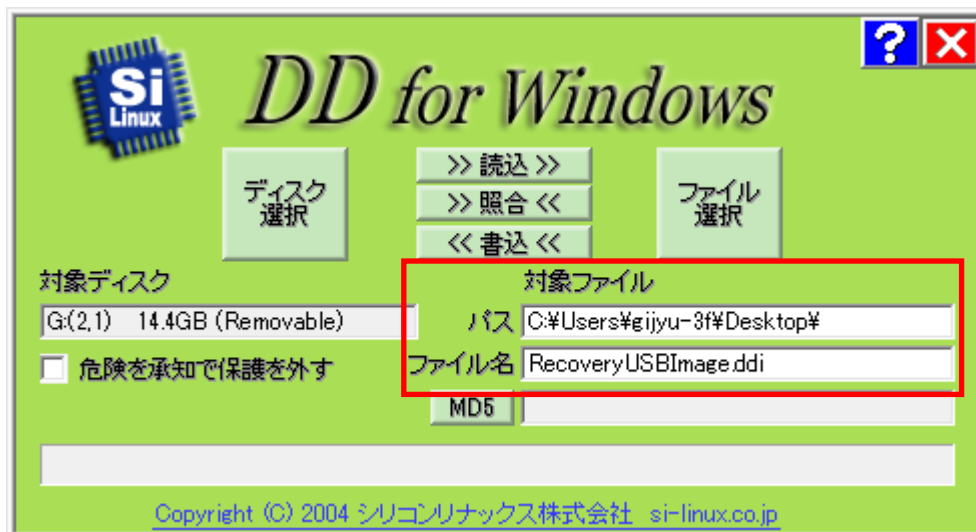 Si
Linux
DD for Windows
?
ディスク
選択
>> 読込 >>
>> 照合 <<
<< 書込 <<
ファイル
選択
対象ディスク
対象ファイル
G:(2,1) 14.4GB (Removable)
パス
C:¥Users¥gijyu-3f¥Desktop¥
危険を承知で保護を外す
ファイル名
RecoveryUSBImage.ddi
MD5
Copyright (C) 2004 シリコンリナックス株式会社 si-linux.co.jp